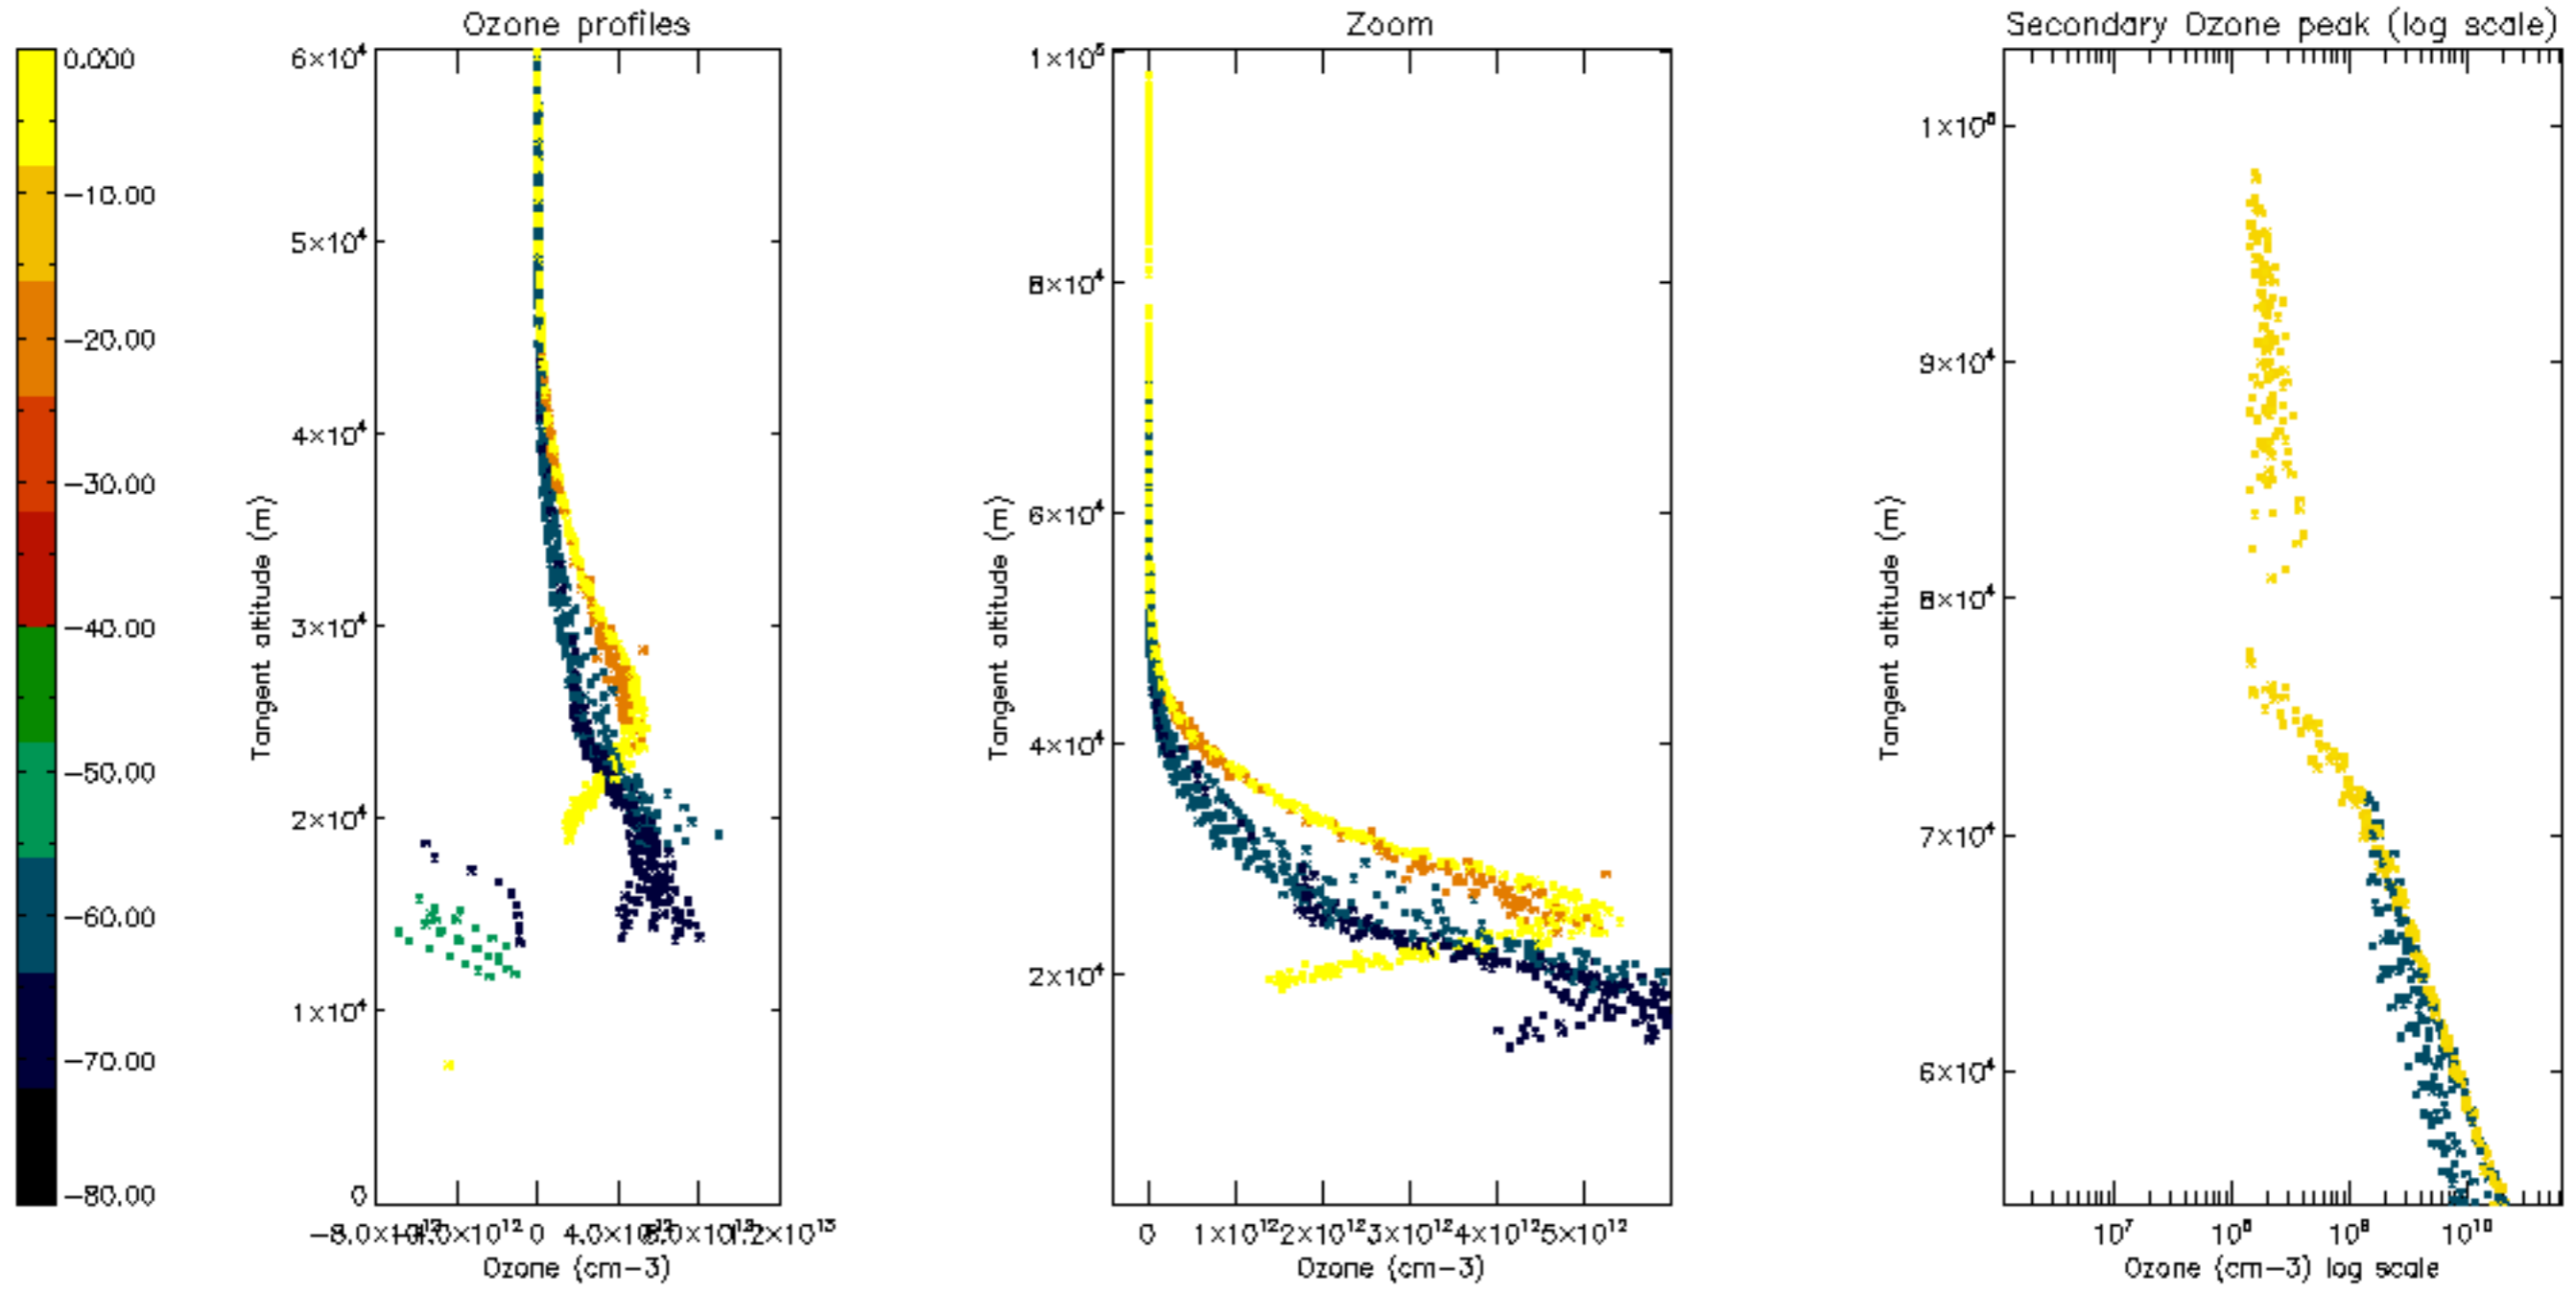 Ozone profiles
Zoom
Secondary Ozone peak (log scale)
0.000
−10.00
−20.00
−30.00
−40.00
−50.00
−60.00
−70.00
−80.00
6×10⁴
5×10⁴
4×10⁴
3×10⁴
2×10⁴
1×10⁴
0
Tangent altitude (m)
0
Ozone (cm−3)
1×10⁵
8×10⁴
6×10⁴
4×10⁴
2×10⁴
Tangent altitude (m)
0 1×10¹² 2×10¹² 3×10¹² 4×10¹² 5×10¹²
Ozone (cm−3)
1×10⁵
9×10⁴
8×10⁴
7×10⁴
6×10⁴
Tangent altitude (m)
10⁷ 10⁸ 10⁹ 10¹⁰
Ozone (cm−3) log scale